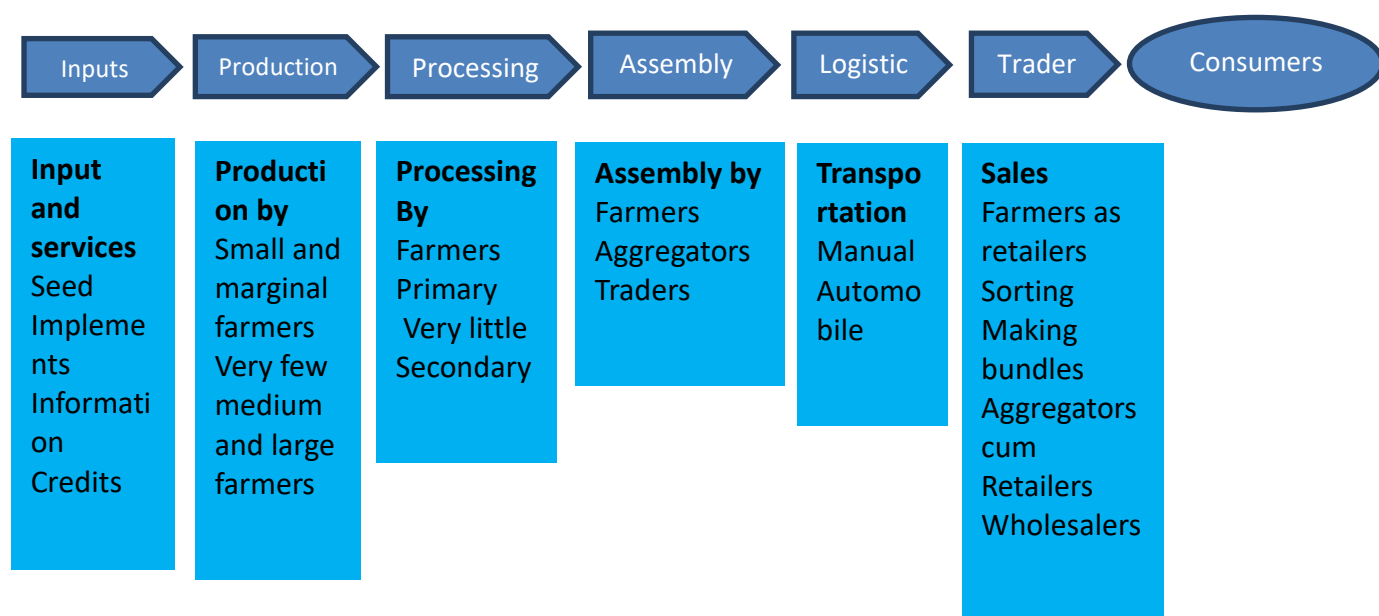 Inputs
Production
Processing
Assembly
Logistic
Trader
Consumers
Input
and
services
Seed
Impleme
nts
Informati
on
Credits
Producti
on by
Small and
marginal
farmers
Very few
medium
and large
farmers
Processing
By
Farmers
Primary
Very little
Secondary
Assembly by
Farmers
Aggregators
Traders
Transpo
rtation
Manual
Automo
bile
Sales
Farmers as
retailers
Sorting
Making
bundles
Aggregators
cum
Retailers
Wholesalers